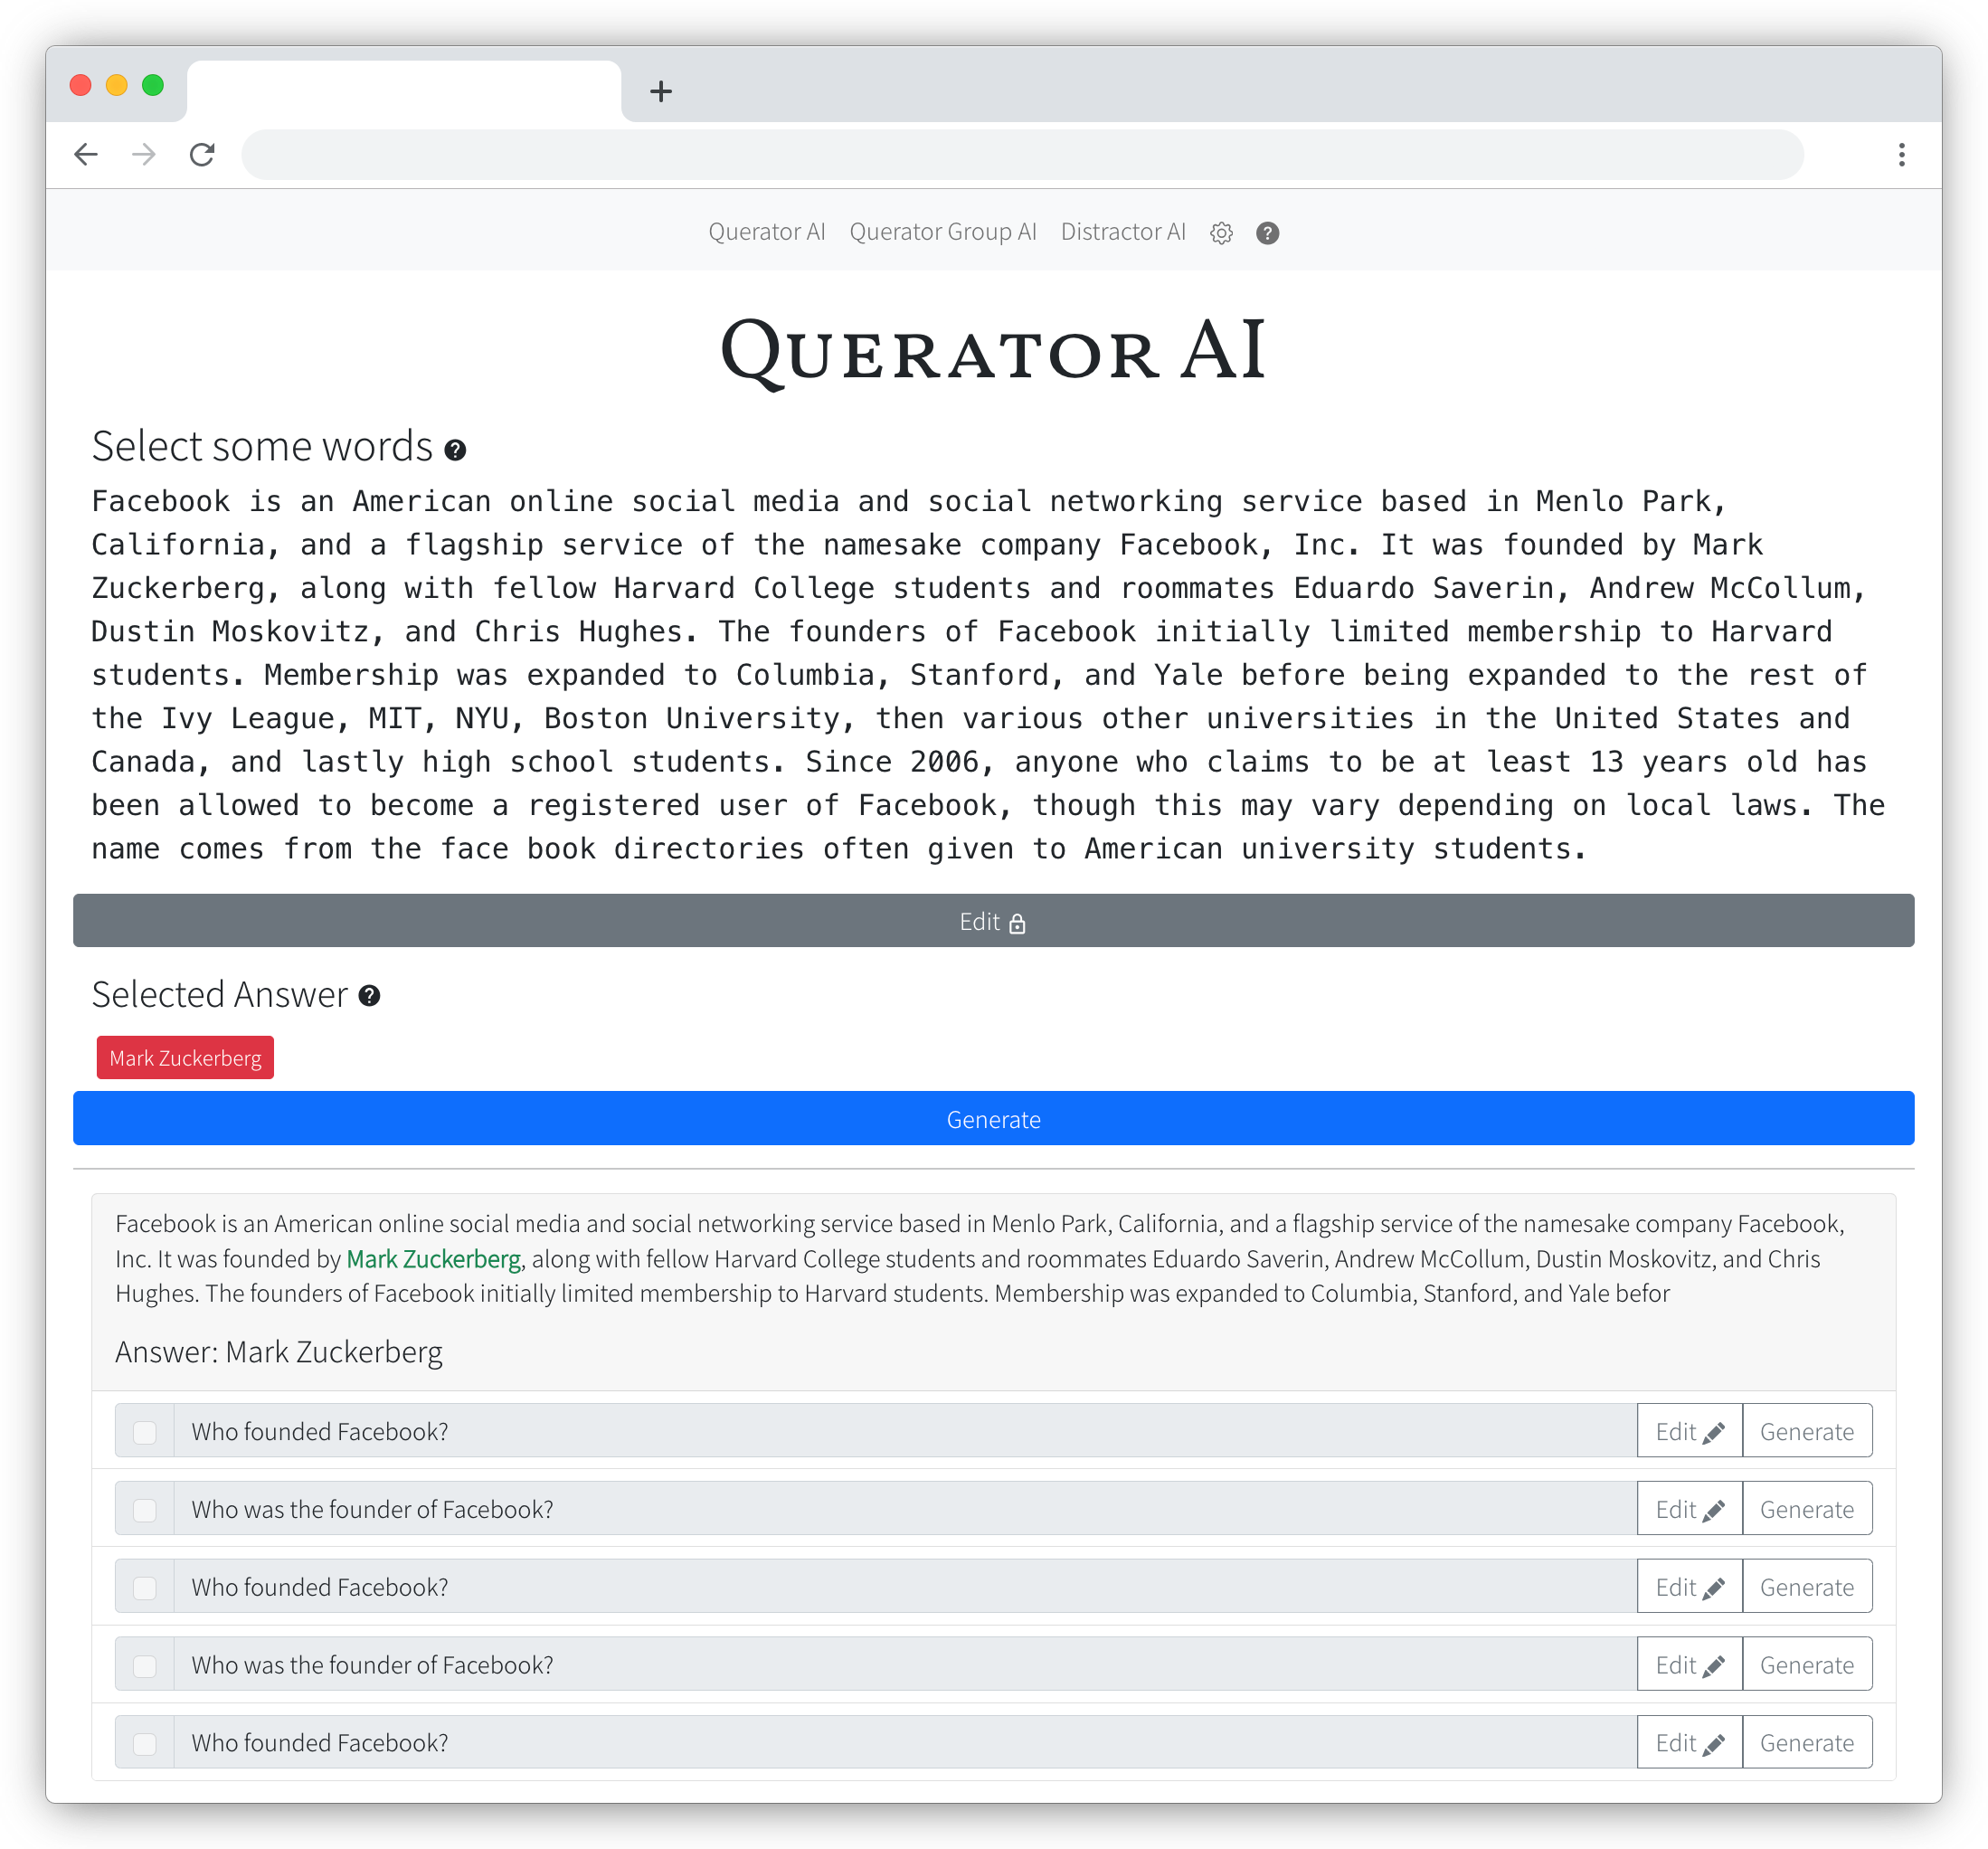 Querator AI Querator Group AI Distractor AI
Querator AI
Select some words
Facebook is an American online social media and social networking service based in Menlo Park,
California, and a flagship service of the namesake company Facebook, Inc. It was founded by Mark
Zuckerberg, along with fellow Harvard College students and roommates Eduardo Saverin, Andrew McCollum,
Dustin Moskovitz, and Chris Hughes. The founders of Facebook initially limited membership to Harvard
students. Membership was expanded to Columbia, Stanford, and Yale before being expanded to the rest of
the Ivy League, MIT, NYU, Boston University, then various other universities in the United States and
Canada, and lastly high school students. Since 2006, anyone who claims to be at least 13 years old has
been allowed to become a registered user of Facebook, though this may vary depending on local laws. The
name comes from the face book directories often given to American university students.
Edit
Selected Answer
Mark Zuckerberg
Generate
Facebook is an American online social media and social networking service based in Menlo Park, California, and a flagship service of the namesake company Facebook,
Inc. It was founded by Mark Zuckerberg, along with fellow Harvard College students and roommates Eduardo Saverin, Andrew McCollum, Dustin Moskovitz, and Chris
Hughes. The founders of Facebook initially limited membership to Harvard students. Membership was expanded to Columbia, Stanford, and Yale befor
Answer: Mark Zuckerberg
Who founded Facebook? Edit Generate
Who was the founder of Facebook? Edit Generate
Who founded Facebook? Edit Generate
Who was the founder of Facebook? Edit Generate
Who founded Facebook? Edit Generate